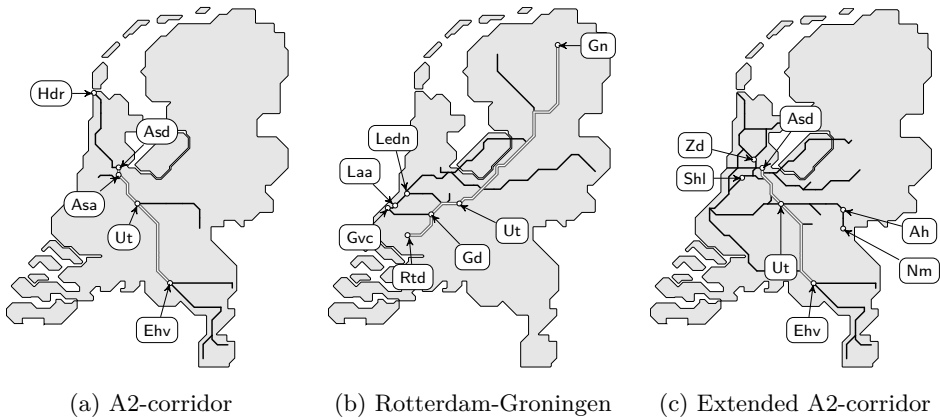 Hdr
Asd
Asa
Ut
Ehv
(a) A2-corridor
Gn
Ledn
Laa
Gvc
Rtd
Gd
Ut
(b) Rotterdam-Groningen
Asd
Zd
Shl
Ah
Nm
Ut
Ehv
(c) Extended A2-corridor